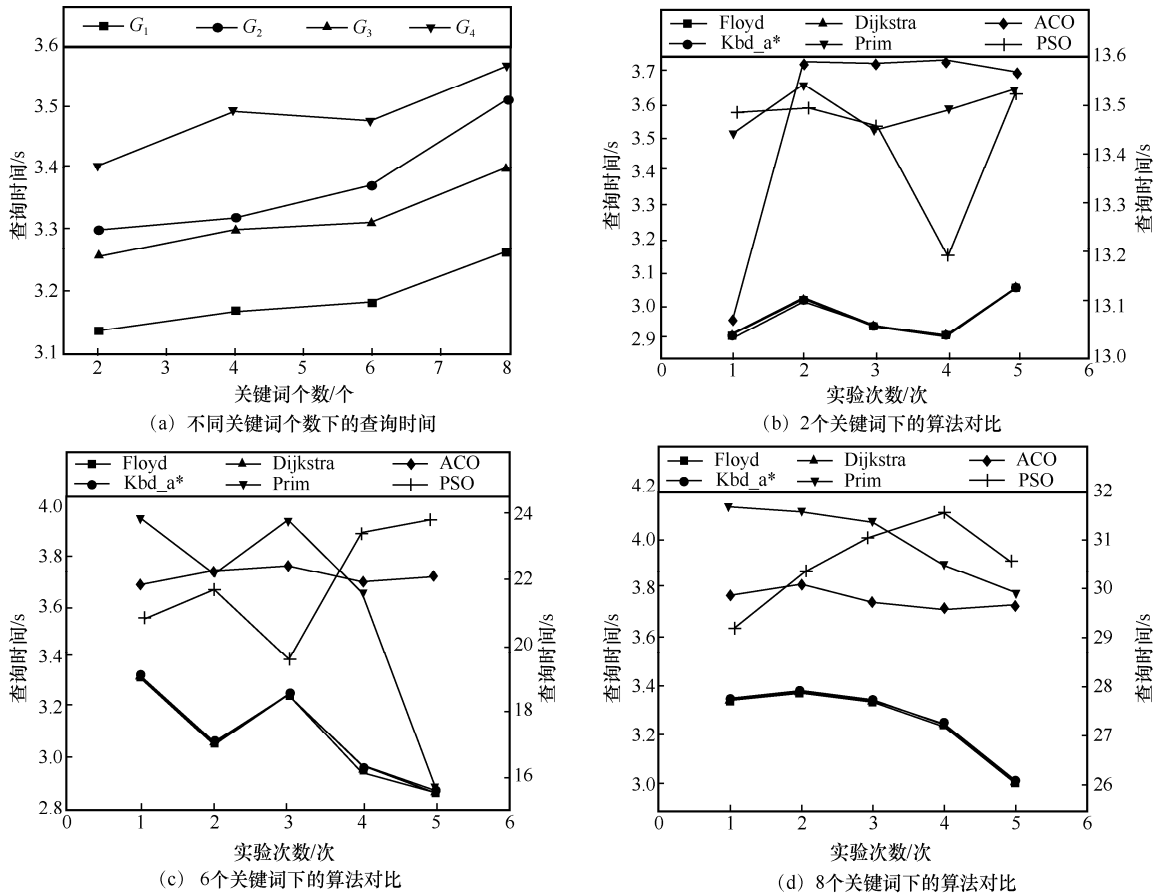 G1 G2 G3 G4
3.6
3.5
3.4
3.3
3.2
3.1
查询时间/s
2 3 4 5 6 7 8
关键词个数/个
(a) 不同关键词个数下的查询时间
Floyd Dijkstra ACO
Kbd_a* Prim PSO
3.7
3.6
3.5
3.4
3.3
3.2
3.1
3.0
2.9
查询时间/s
13.6
13.5
13.4
13.3
13.2
13.1
13.0
查询时间/s
0 1 2 3 4 5 6
实验次数/次
(b) 2个关键词下的算法对比
Floyd Dijkstra ACO
Kbd_a* Prim PSO
4.0
3.8
3.6
3.4
3.2
3.0
2.8
查询时间/s
24
22
20
18
16
查询时间/s
0 1 2 3 4 5 6
实验次数/次
(c) 6个关键词下的算法对比
Floyd Dijkstra ACO
Kbd_a* Prim PSO
4.2
4.0
3.8
3.6
3.4
3.2
3.0
查询时间/s
32
31
30
29
28
27
26
查询时间/s
0 1 2 3 4 5 6
实验次数/次
(d) 8个关键词下的算法对比